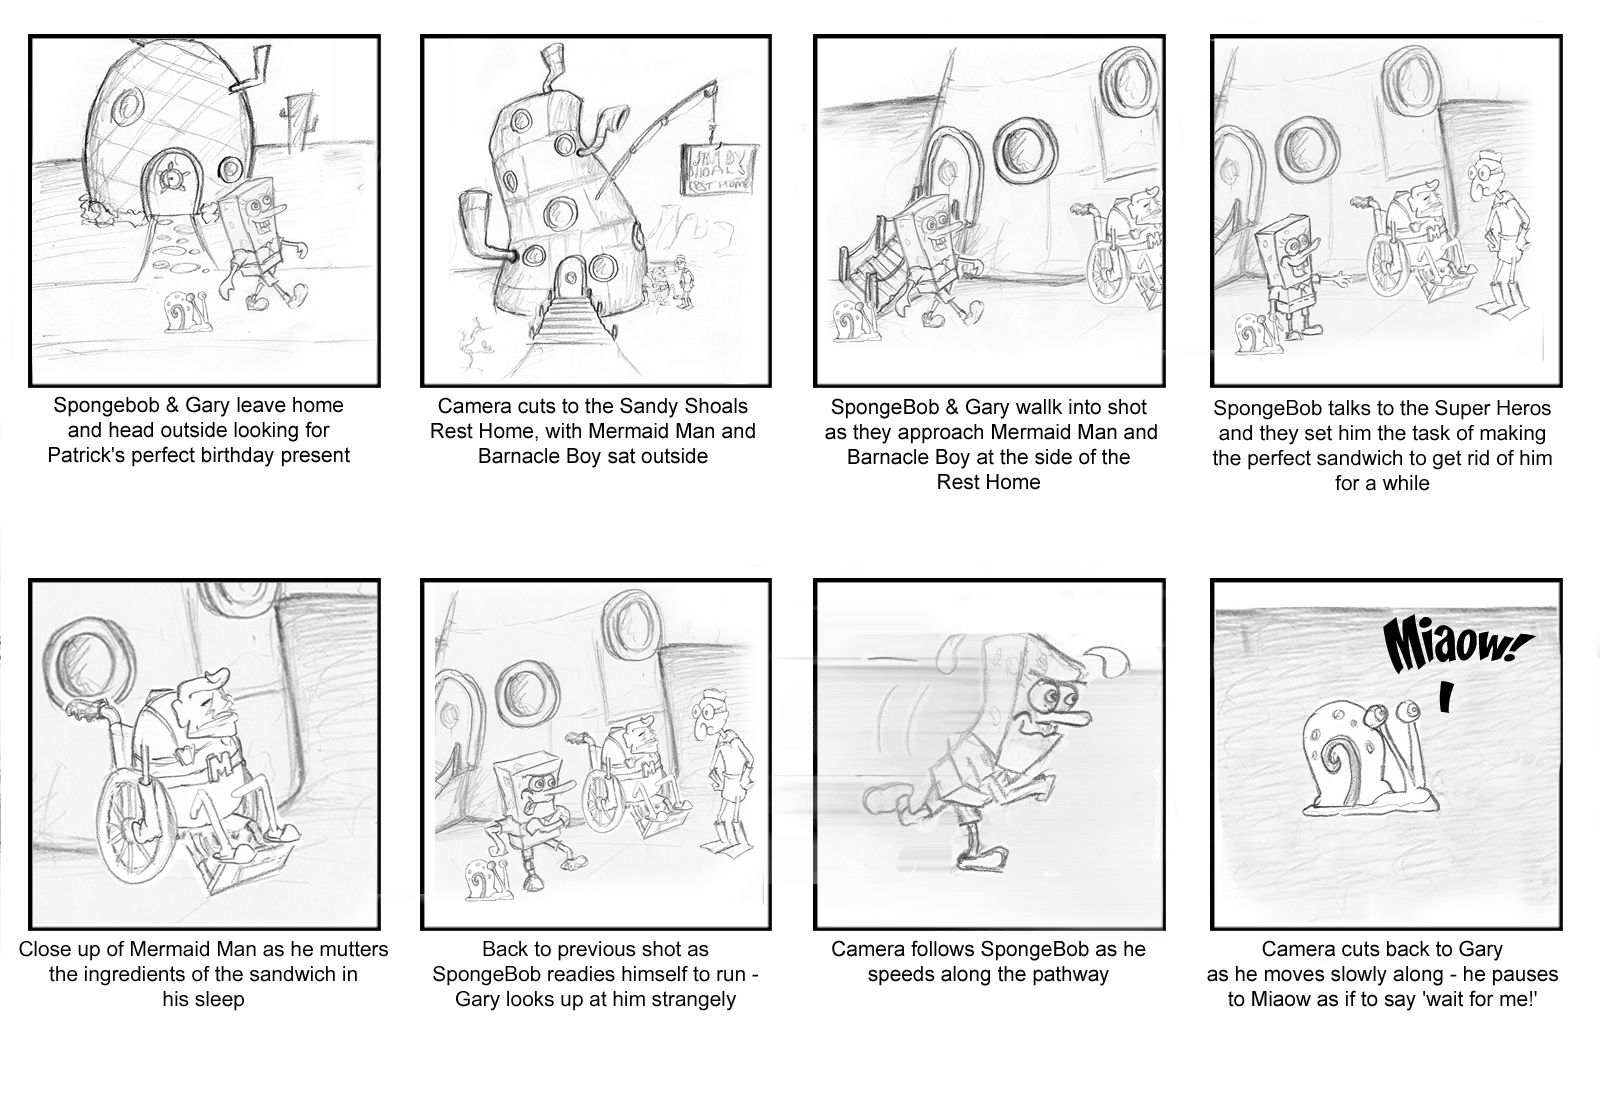 SANDY
SHOALS
REST HOME
Spongebob & Gary leave home
and head outside looking for
Patrick's perfect birthday present
Camera cuts to the Sandy Shoals
Rest Home, with Mermaid Man and
Barnacle Boy sat outside
SpongeBob & Gary wallk into shot
as they approach Mermaid Man and
Barnacle Boy at the side of the
Rest Home
M
SpongeBob talks to the Super Heros
and they set him the task of making
the perfect sandwich to get rid of him
for a while
M
Close up of Mermaid Man as he mutters
the ingredients of the sandwich in
his sleep
M
Back to previous shot as
SpongeBob readies himself to run -
Gary looks up at him strangely
M
Camera follows SpongeBob as he
speeds along the pathway
Miaow!
Camera cuts back to Gary
as he moves slowly along - he pauses
to Miaow as if to say 'wait for me!'